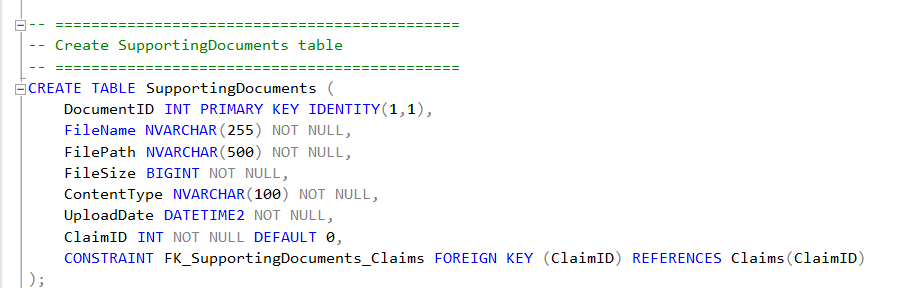 -- =============================================
-- Create SupportingDocuments table
-- =============================================
CREATE TABLE SupportingDocuments (
    DocumentID INT PRIMARY KEY IDENTITY(1,1),
    FileName NVARCHAR(255) NOT NULL,
    FilePath NVARCHAR(500) NOT NULL,
    FileSize BIGINT NOT NULL,
    ContentType NVARCHAR(100) NOT NULL,
    UploadDate DATETIME2 NOT NULL,
    ClaimID INT NOT NULL DEFAULT 0,
    CONSTRAINT FK_SupportingDocuments_Claims FOREIGN KEY (ClaimID) REFERENCES Claims(ClaimID)
);